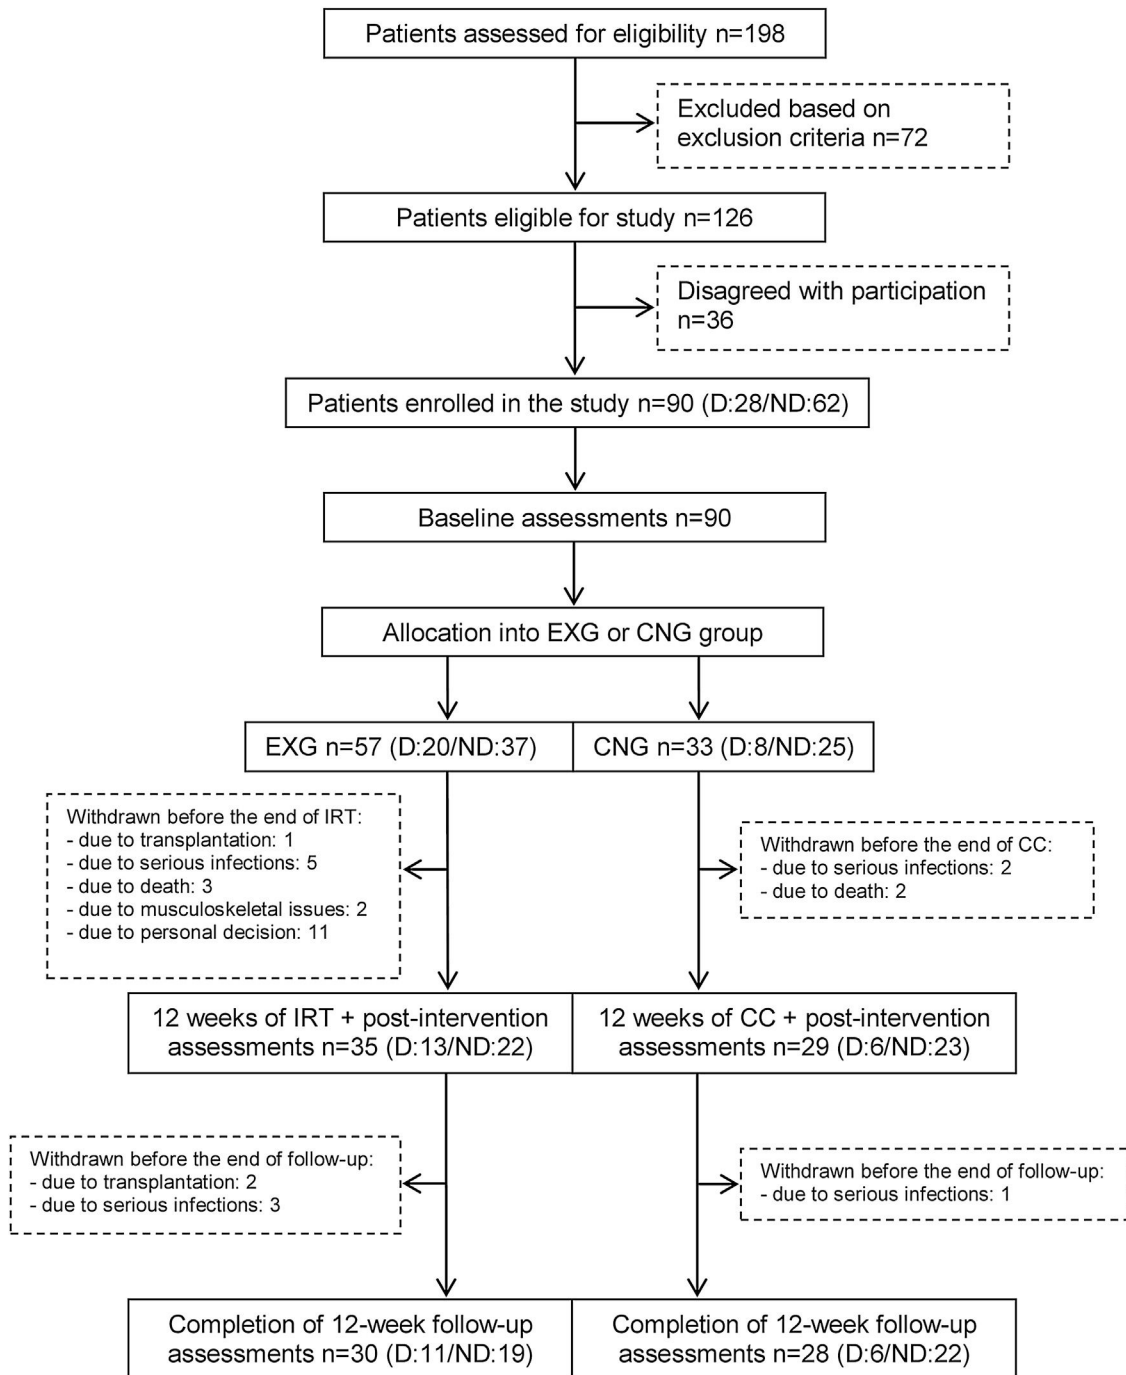 Patients assessed for eligibility n=198
Excluded based on
exclusion criteria n=72
Patients eligible for study n=126
Disagreed with participation
n=36
Patients enrolled in the study n=90 (D:28/ND:62)
Baseline assessments n=90
Allocation into EXG or CNG group
EXG n=57 (D:20/ND:37)
CNG n=33 (D:8/ND:25)
Withdrawn before the end of IRT:
- due to transplantation: 1
- due to serious infections: 5
- due to death: 3
- due to musculoskeletal issues: 2
- due to personal decision: 11
Withdrawn before the end of CC:
- due to serious infections: 2
- due to death: 2
12 weeks of IRT + post-intervention
assessments n=35 (D:13/ND:22)
12 weeks of CC + post-intervention
assessments n=29 (D:6/ND:23)
Withdrawn before the end of follow-up:
- due to transplantation: 2
- due to serious infections: 3
Withdrawn before the end of follow-up:
- due to serious infections: 1
Completion of 12-week follow-up
assessments n=30 (D:11/ND:19)
Completion of 12-week follow-up
assessments n=28 (D:6/ND:22)